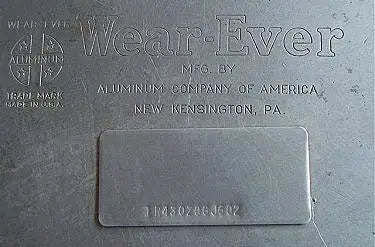 WEAR-EVER
ALUMINUM
TRADE MARK
MADE IN U.S.A.
Wear-Ever
MFG. BY
ALUMINUM COMPANY OF AMERICA
NEW KENSINGTON, PA.